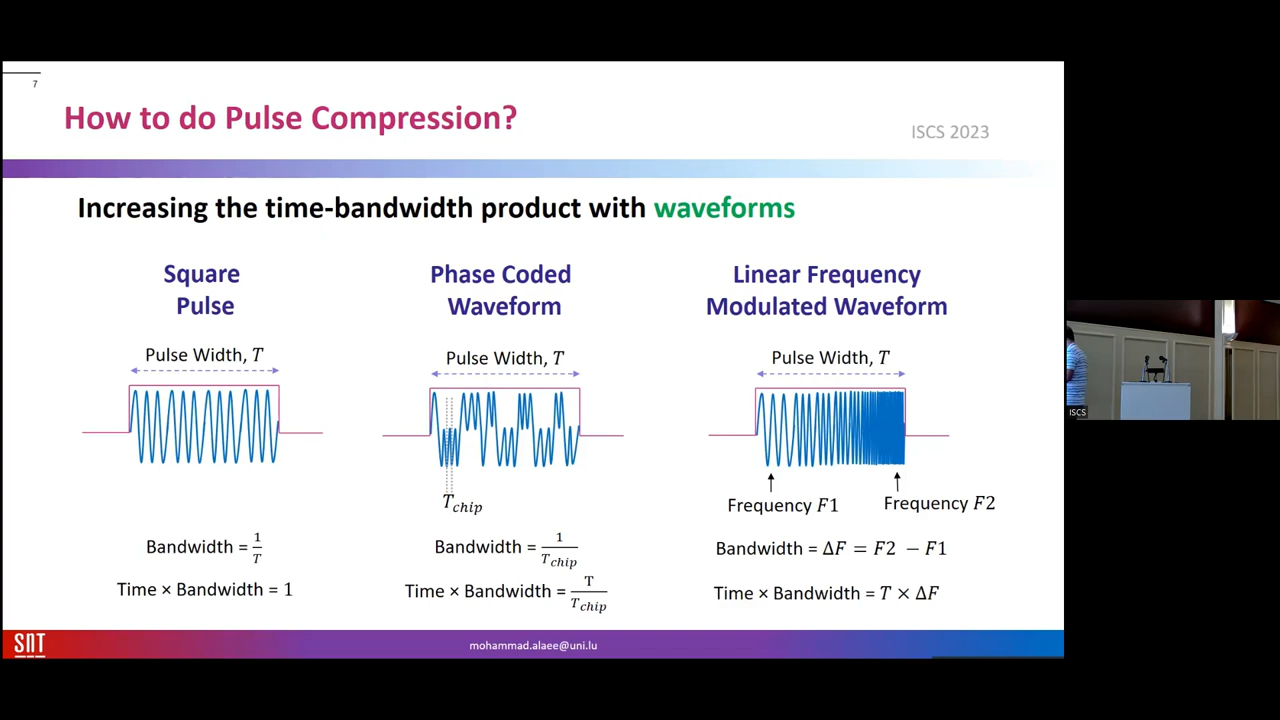 7
How to do Pulse Compression?
ISCS 2023
Increasing the time-bandwidth product with waveforms
Square
Pulse
Pulse Width, T
Bandwidth = 1/T
Time × Bandwidth = 1
Phase Coded
Waveform
Pulse Width, T
T_chip
Bandwidth = 1/T_chip
Time × Bandwidth = T/T_chip
Linear Frequency
Modulated Waveform
Pulse Width, T
Frequency F1
Frequency F2
Bandwidth = ΔF = F2 − F1
Time × Bandwidth = T × ΔF
SNT
mohammad.alaee@uni.lu
ISCS